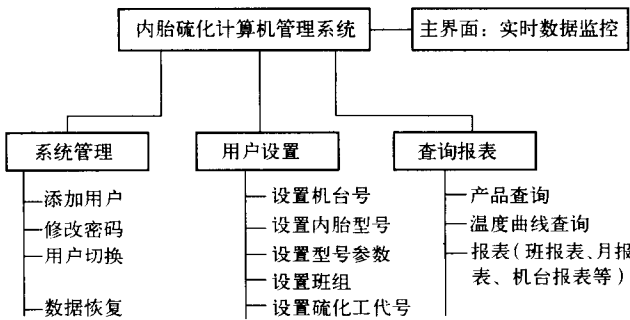 内胎硫化计算机管理系统
主界面：实时数据监控
系统管理
用户设置
查询报表
添加用户
修改密码
用户切换
数据恢复
设置机台号
设置内胎型号
设置型号参数
设置班组
设置硫化工代号
产品查询
温度曲线查询
报表（班报表、月报
表、机台报表等）